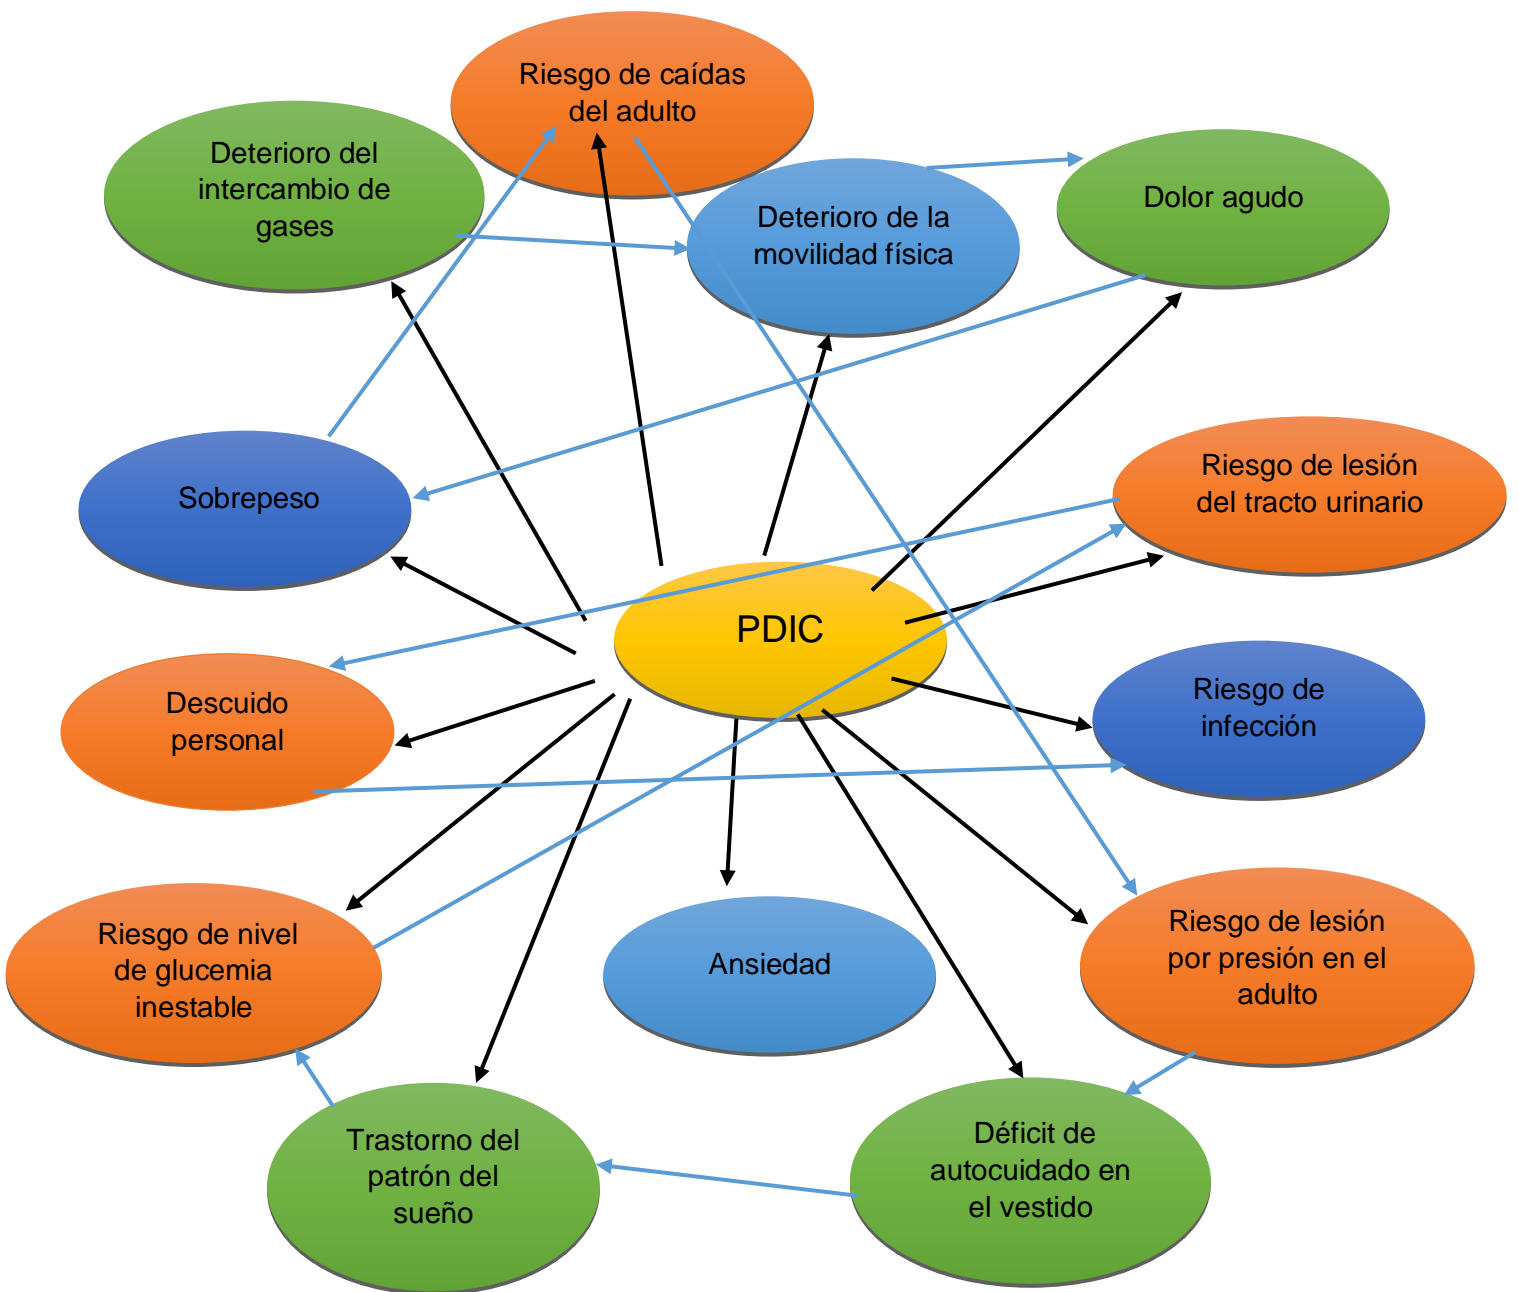 Riesgo de caídas
del adulto
Deterioro del
intercambio de
gases
Deterioro de la
movilidad física
Dolor agudo
Sobrepeso
Riesgo de lesión
del tracto urinario
PDIC
Descuido
personal
Riesgo de
infección
Riesgo de nivel
de glucemia
inestable
Ansiedad
Riesgo de lesión
por presión en el
adulto
Trastorno del
patrón del
sueño
Déficit de
autocuidado en
el vestido